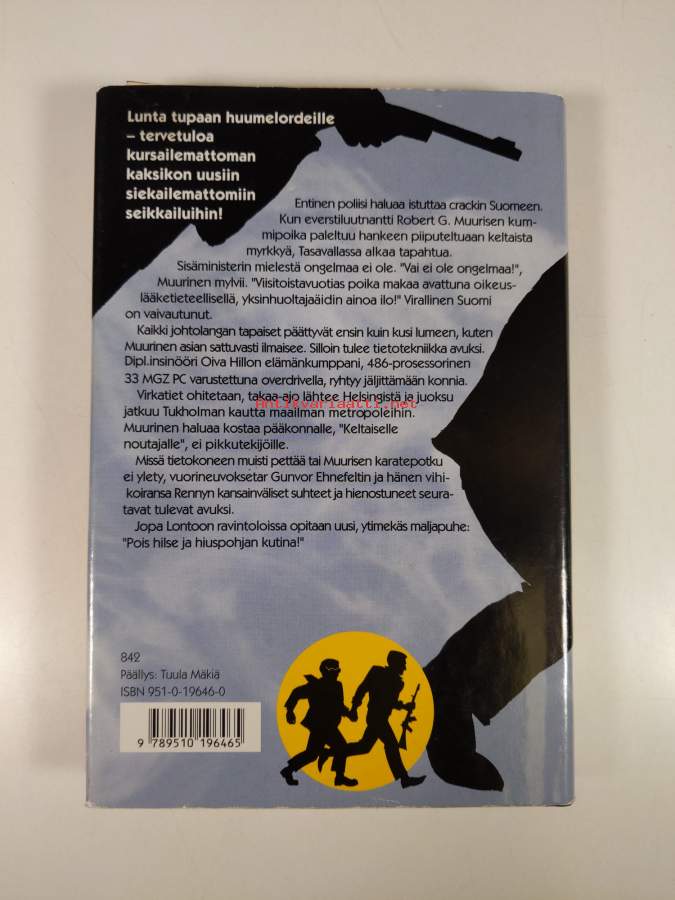 Lunta tupaan huumelordeille
– tervetuloa
kursailemattoman
kaksikon uusiin
siekailemattomiin
seikkailuihin!
Entinen poliisi haluaa istuttaa crackin Suomeen.
Kun everstiluutnantti Robert G. Muurisen kum-
mipoika paleltuu hankeen piiputeltuaan keltaista
myrkkyä, Tasavallassa alkaa tapahtua.
Sisäministerin mielestä ongelmaa ei ole. "Vai ei ole ongelmaa!",
Muurinen mylvii. "Viisitoistavuotias poika makaa avattuna oikeus-
lääketieteellisellä, yksinhuoltajaäidin ainoa ilo!" Virallinen Suomi
on vaivautunut.
Kaikki johtolangan tapaiset päättyvät ensin kuin kusi lumeen, kuten
Muurinen asian sattuvasti ilmaisee. Silloin tulee tietotekniikka avuksi.
Dipl.insinööri Oiva Hillon elämänkumppani, 486-prosessorinen
33 MGZ PC varustettuna overdrivella, ryhtyy jäljittämään konnia.
Virkatiet ohitetaan, takaa-ajo lähtee Helsingistä ja juoksu
Antikvariaatti.net
jatkuu Tukholman kautta maailman metropoleihin.
Muurinen haluaa kostaa pääkonnalle, "Keltaiselle
noutajalle", ei pikkutekijöille.
Missä tietokoneen muisti pettää tai Muurisen karatepotku
ei ylety, vuorineuvoksetar Gunvor Ehnefeltin ja hänen vihi-
koiransa Rennyn kansainväliset suhteet ja hienostuneet seura-
tavat tulevat avuksi.
Jopa Lontoon ravintoloissa opitaan uusi, ytimekäs maljapuhe:
"Pois hilse ja hiuspohjan kutina!"
842
Päällys: Tuula Mäkiä
ISBN 951-0-19646-0
9 789510 196465